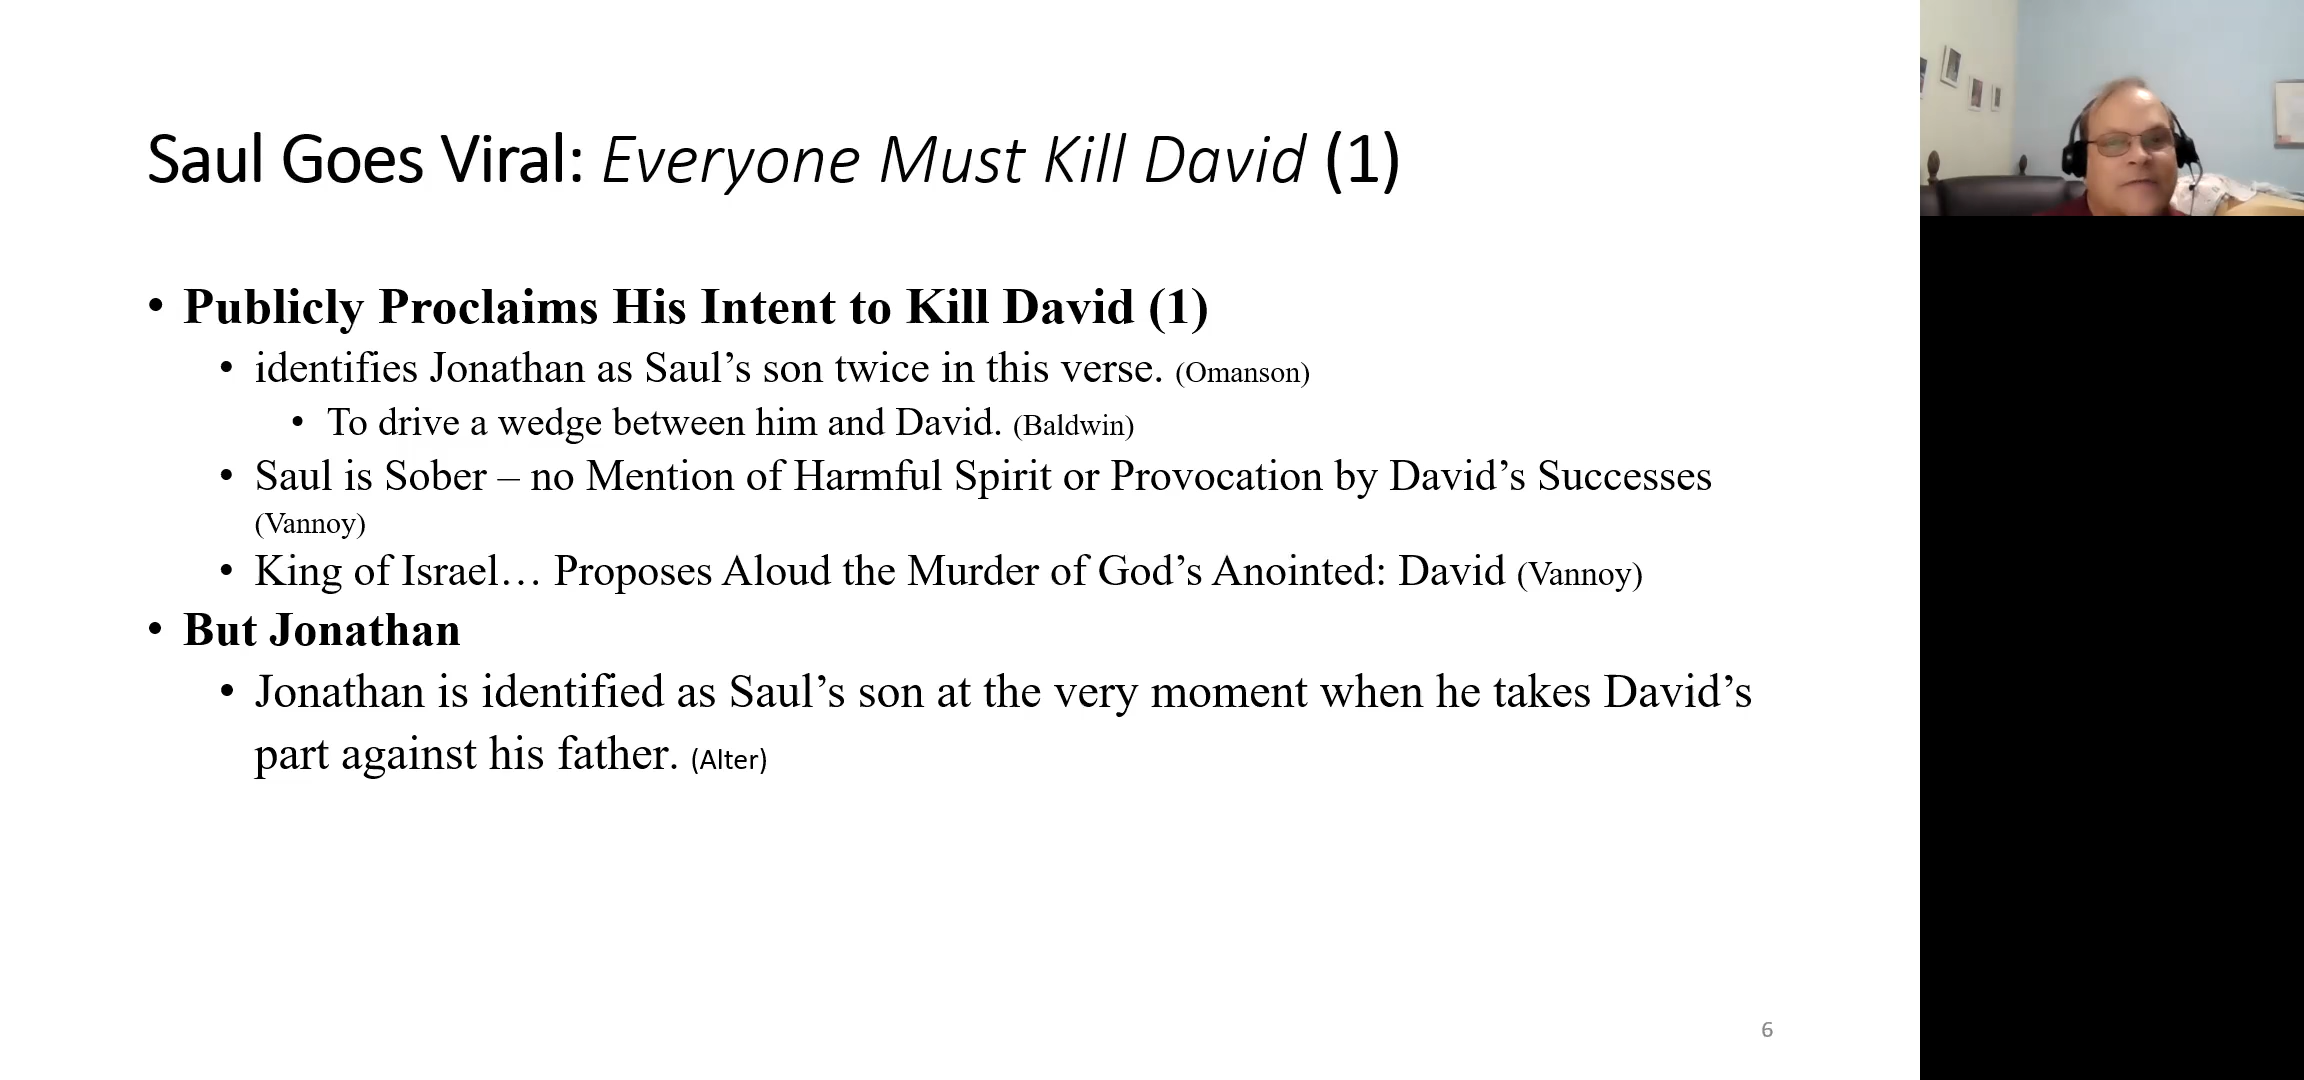 Saul Goes Viral: Everyone Must Kill David (1)
• Publicly Proclaims His Intent to Kill David (1)
• identifies Jonathan as Saul’s son twice in this verse. (Omanson)
• To drive a wedge between him and David. (Baldwin)
• Saul is Sober – no Mention of Harmful Spirit or Provocation by David’s Successes
(Vannoy)
• King of Israel… Proposes Aloud the Murder of God’s Anointed: David (Vannoy)
• But Jonathan
• Jonathan is identified as Saul’s son at the very moment when he takes David’s
part against his father. (Alter)
6